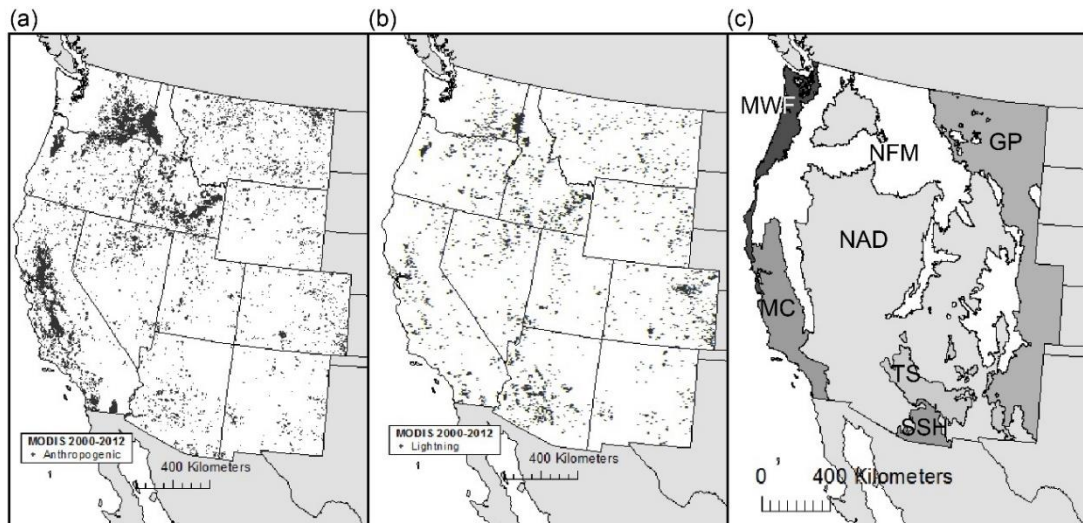 (a)
(b)
(c)
MODIS 2000-2012
+ Anthropogenic
400 Kilometers
MODIS 2000-2012
+ Lightning
400 Kilometers
MWF
NFM
GP
NAD
MC
TS
SSH
0 400 Kilometers